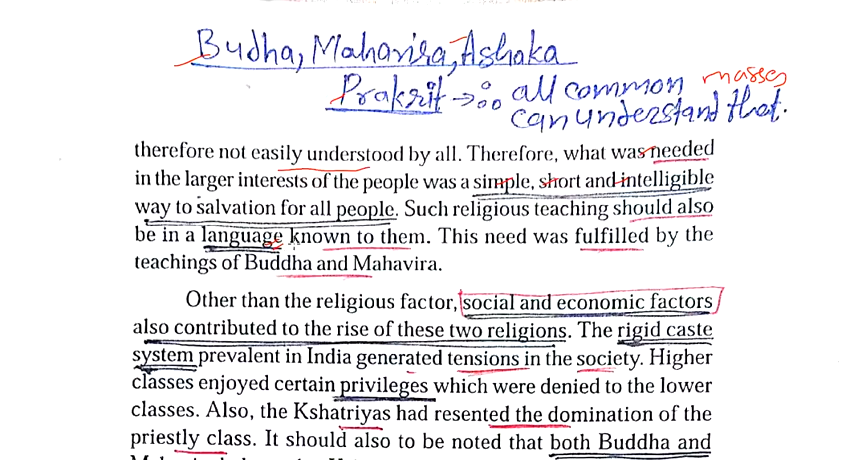 Budha, Mahavira, Ashoka
Prakrit → ∵ all common masses
can understand that.
therefore not easily understood by all. Therefore, what was needed
in the larger interests of the people was a simple, short and intelligible
way to salvation for all people. Such religious teaching should also
be in a language known to them. This need was fulfilled by the
teachings of Buddha and Mahavira.
Other than the religious factor, social and economic factors
also contributed to the rise of these two religions. The rigid caste
system prevalent in India generated tensions in the society. Higher
classes enjoyed certain privileges which were denied to the lower
classes. Also, the Kshatriyas had resented the domination of the
priestly class. It should also to be noted that both Buddha and